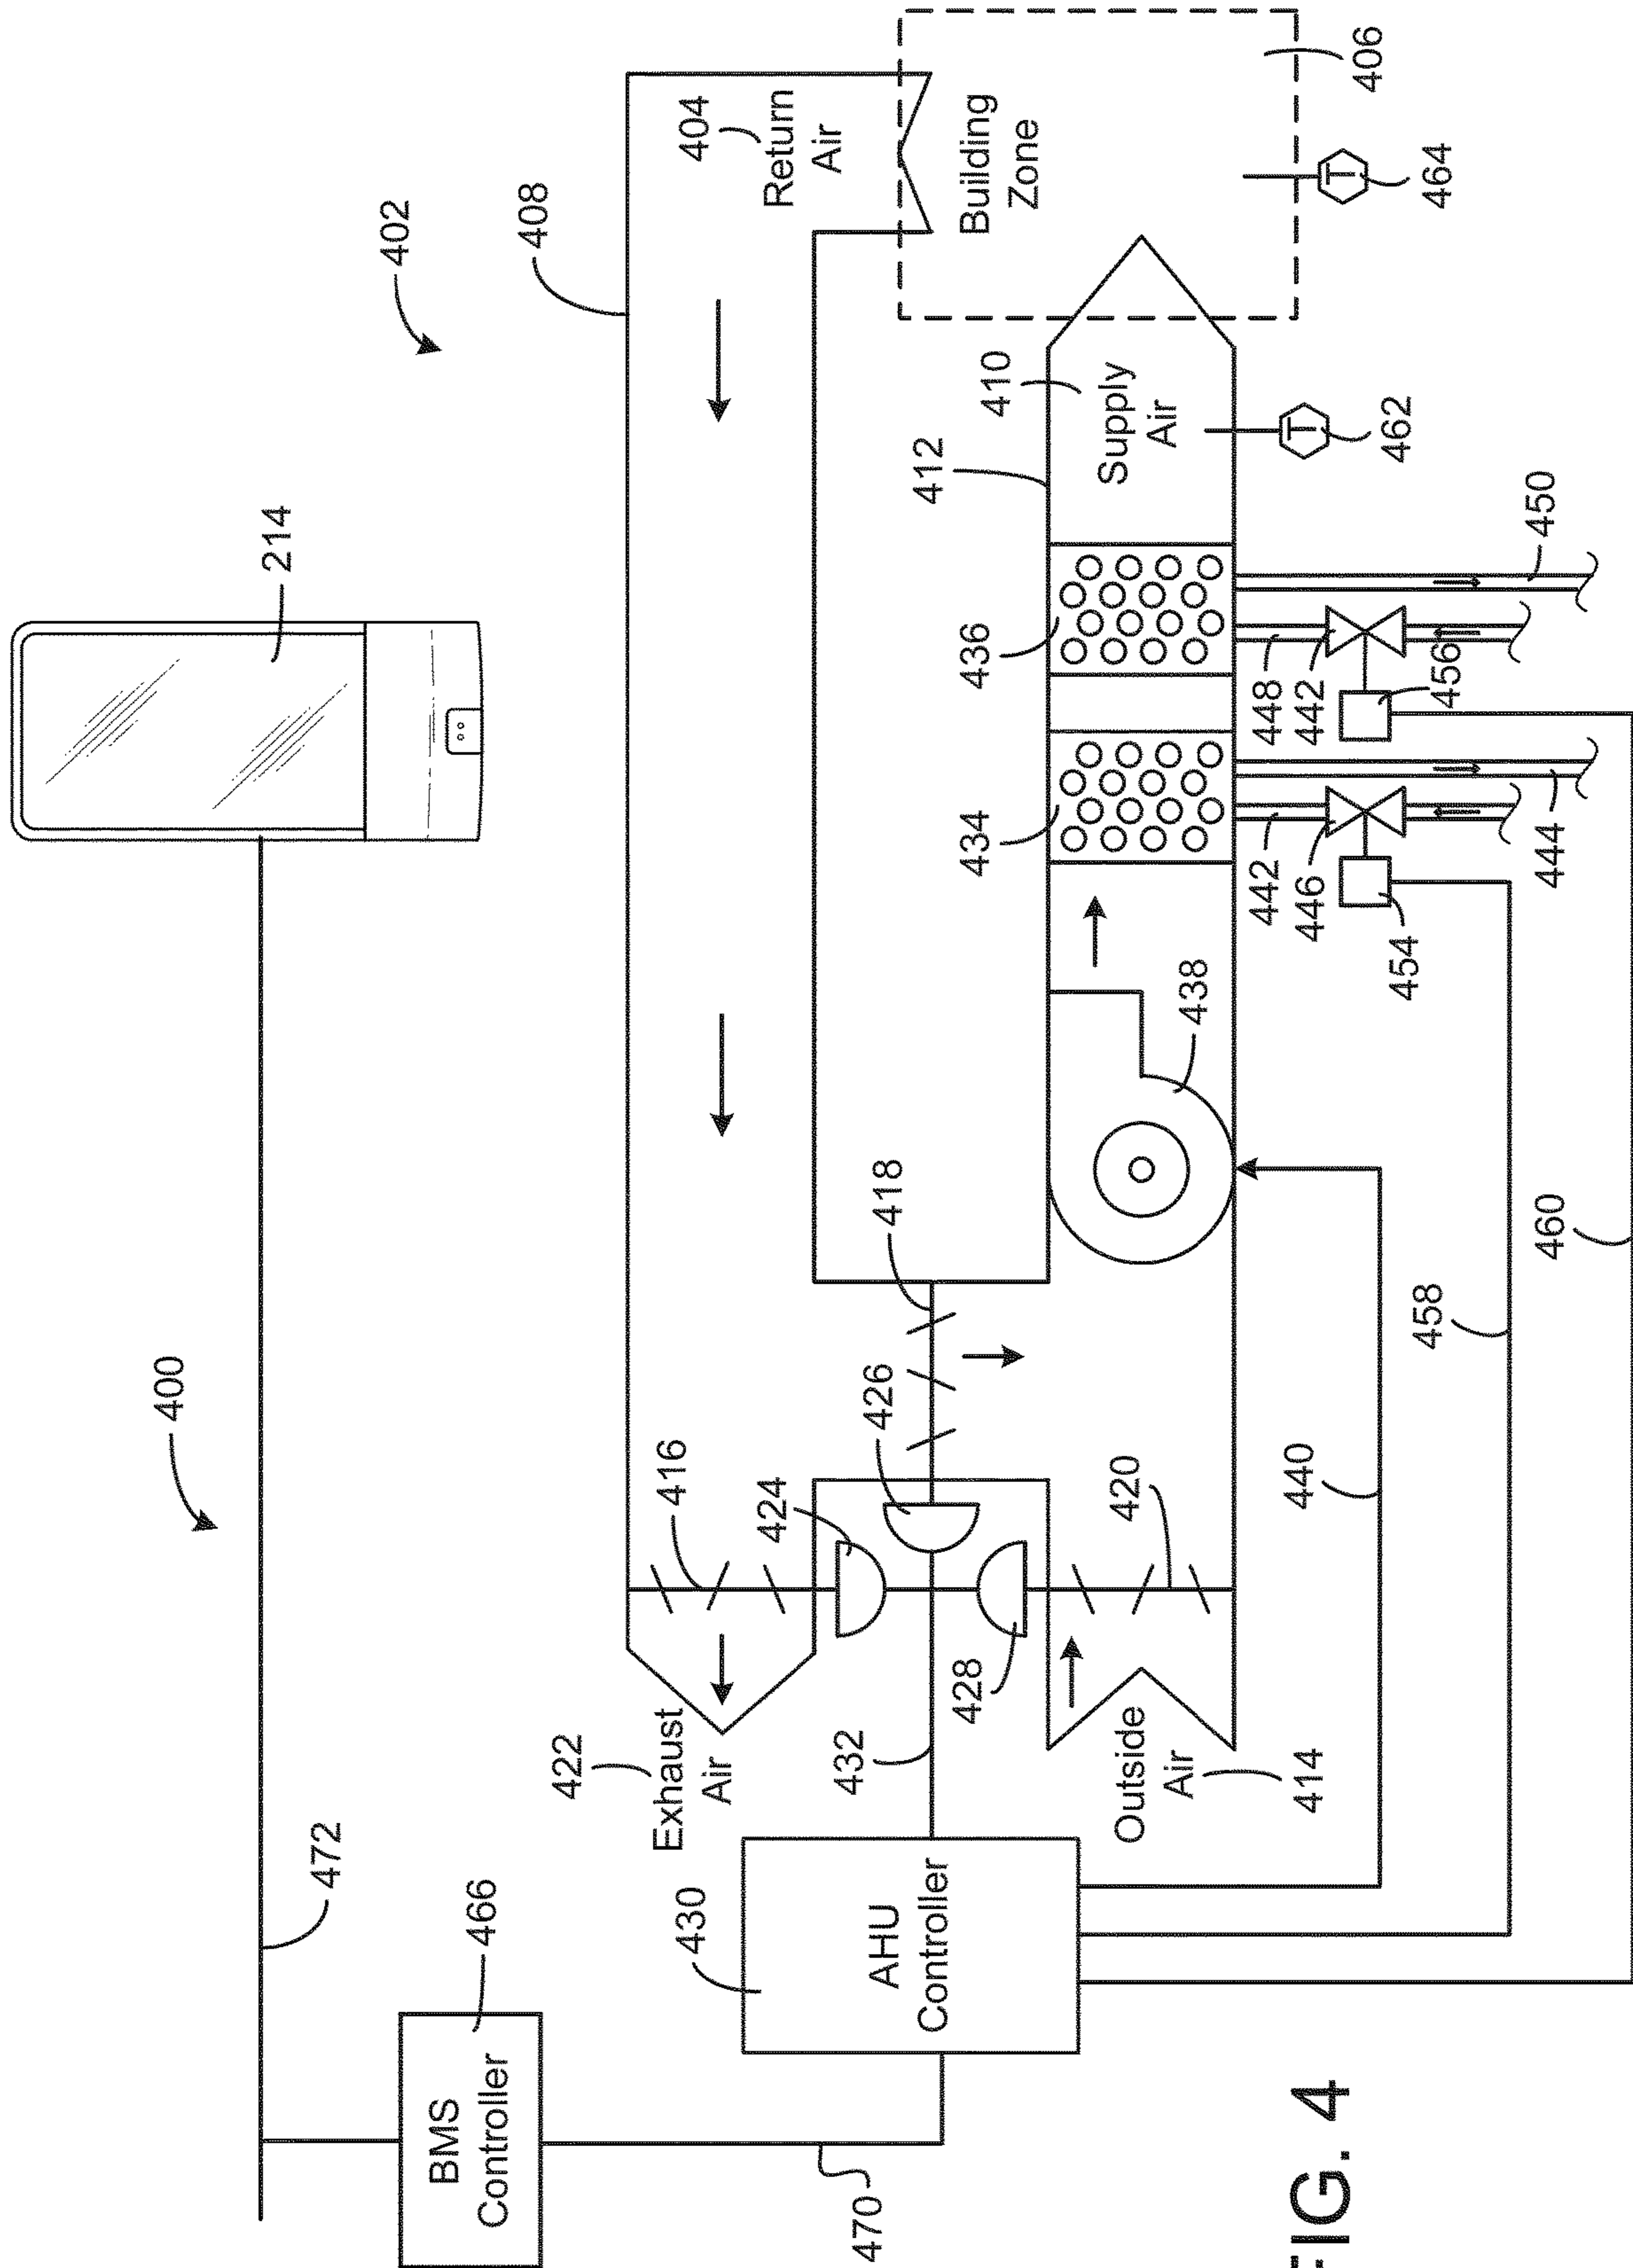 400
472
214
402
466
BMS
Controller
470
430
AHU
Controller
422
Exhaust
Air
416
424
426
418
408
404
Return
Air
Building
Zone
406
432
428
420
Outside
Air
414
438
434
436
412
410
Supply
Air
464
462
440
458
460
442
446
454
444
448
442
456
450
FIG. 4